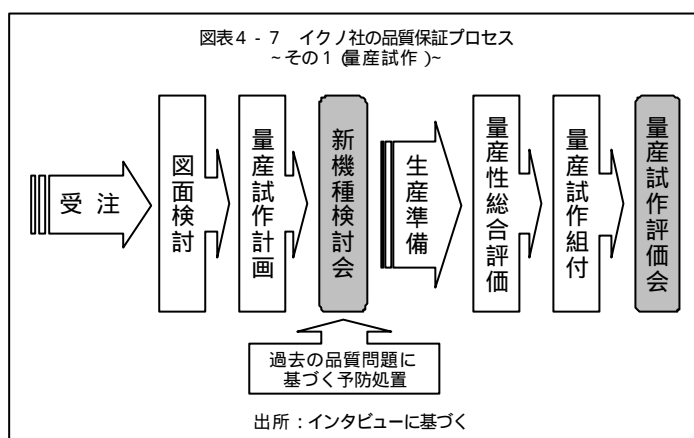 図表4-7 イクノ社の品質保証プロセス
~その1(量産試作)~
受注
図面検討
量産試作計画
新機種検討会
生産準備
量産性総合評価
量産試作組付
量産試作評価会
過去の品質問題に
基づく予防処置
出所：インタビューに基づく